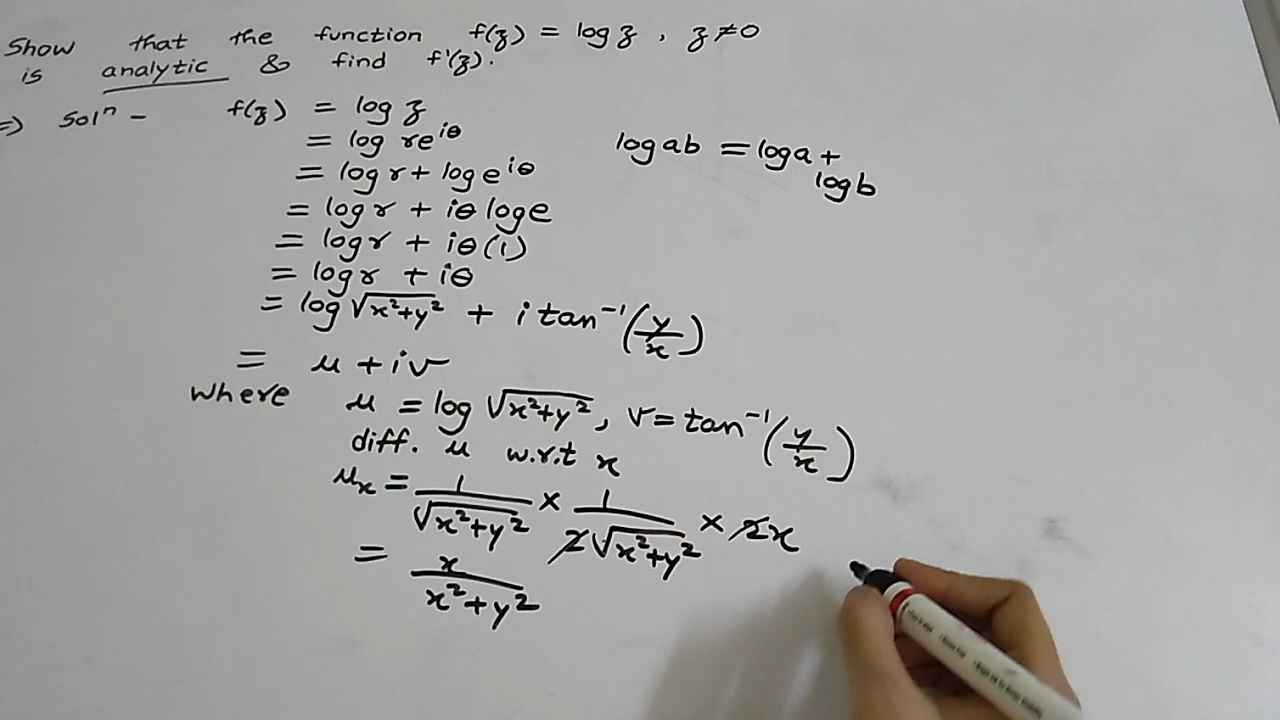 Show that the function f(z) = log z , z ≠ 0
is analytic & find f'(z).
=> Solⁿ - f(z) = log z
= log re^{iθ}
log ab = log a +
log b
= log r + log e^{iθ}
= log r + iθ log e
= log r + iθ(1)
= log r + iθ
= log √(x²+y²) + i tan⁻¹(y/x)
= u + iv
where u = log √(x²+y²), v = tan⁻¹(y/x)
diff. u w.r.t x
u_x = 1/√(x²+y²) × 1/(2√(x²+y²)) × 2x
= x/(x²+y²)